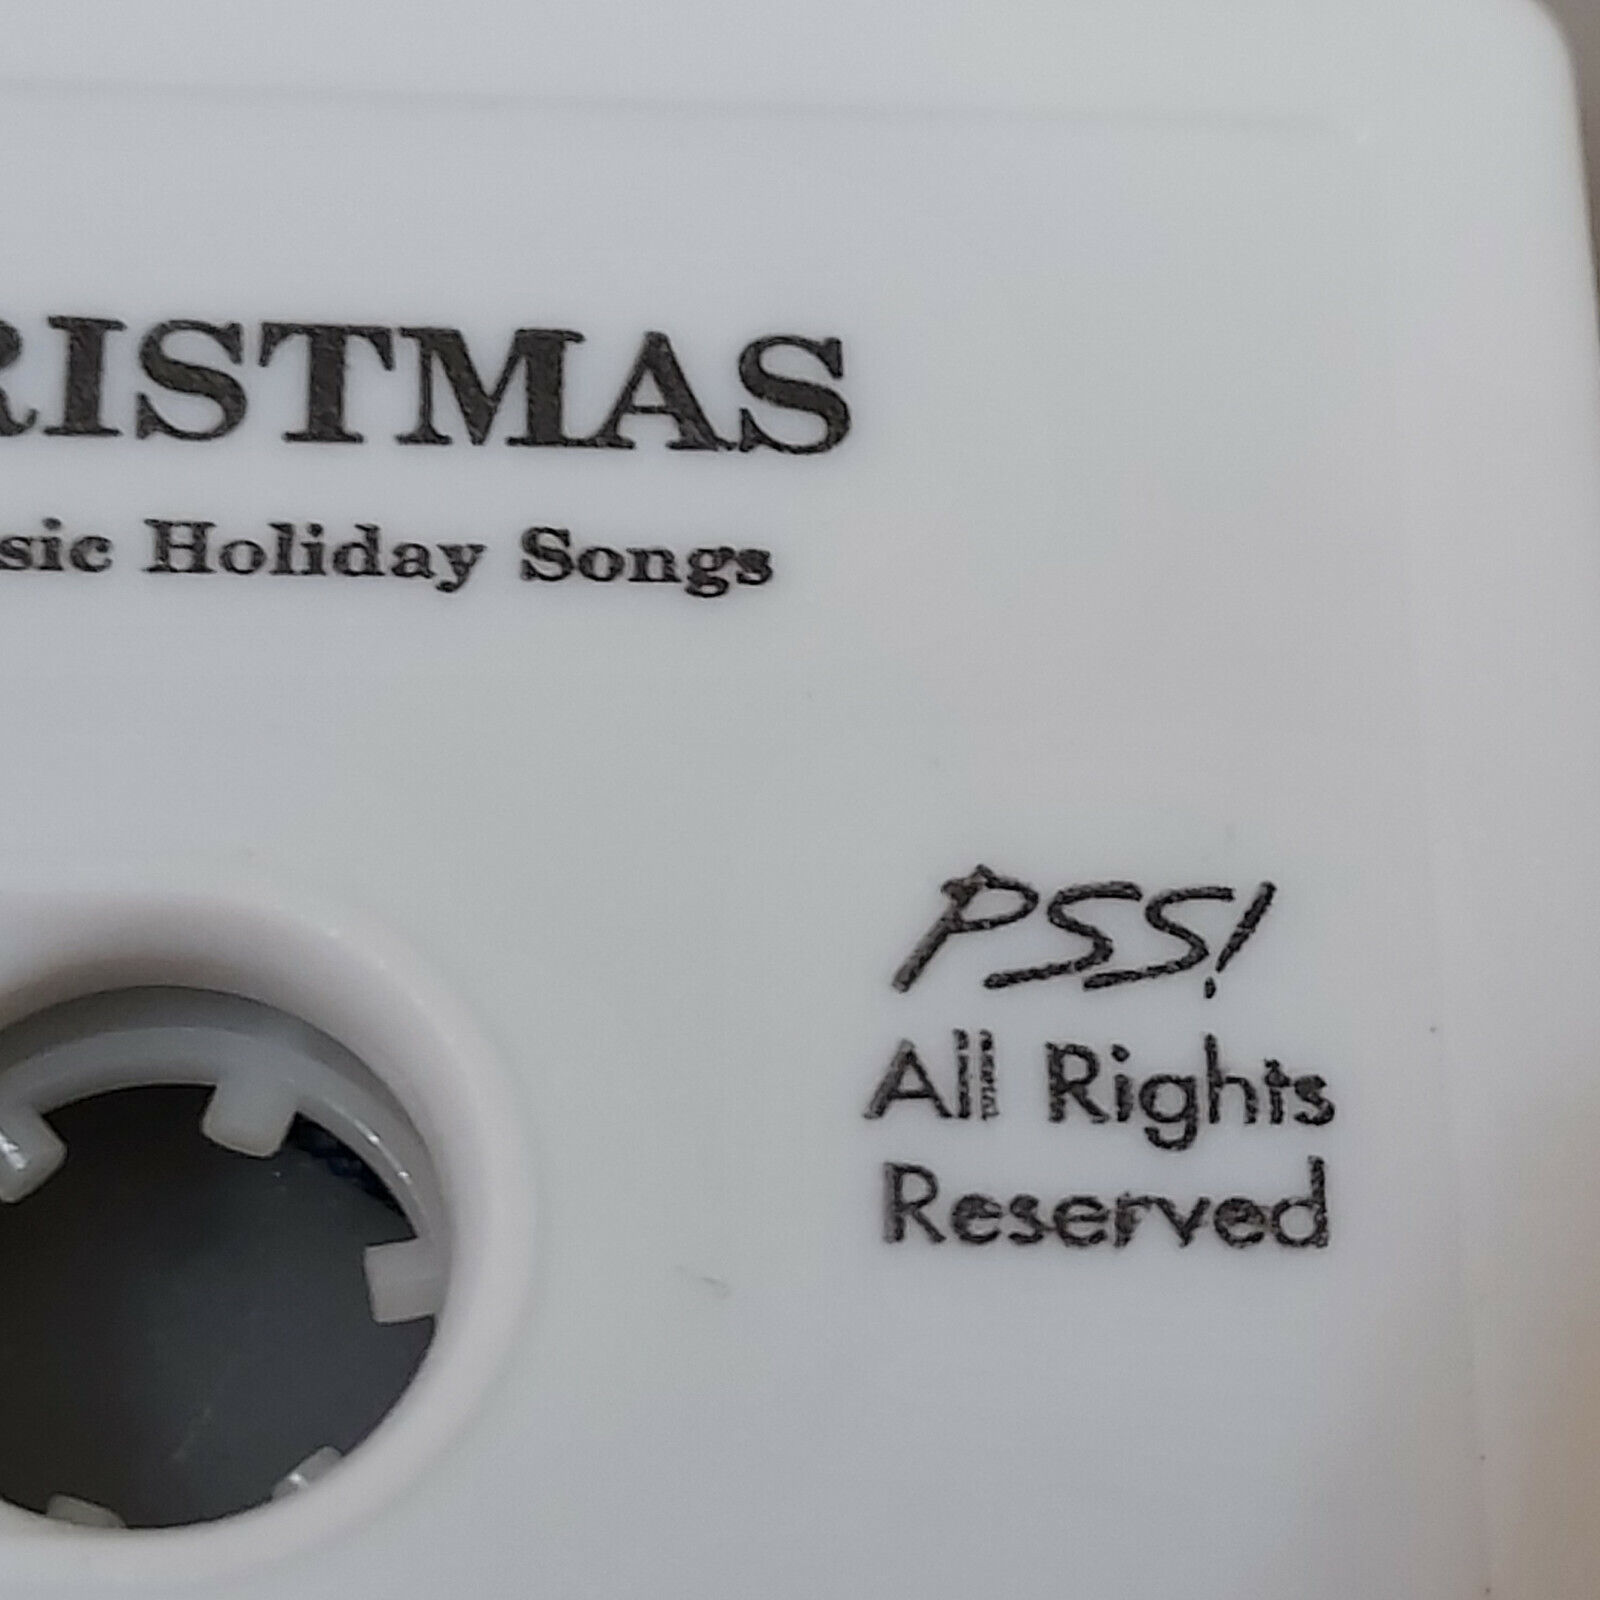 RISTMAS
sic Holiday Songs
PSS!
All Rights
Reserved